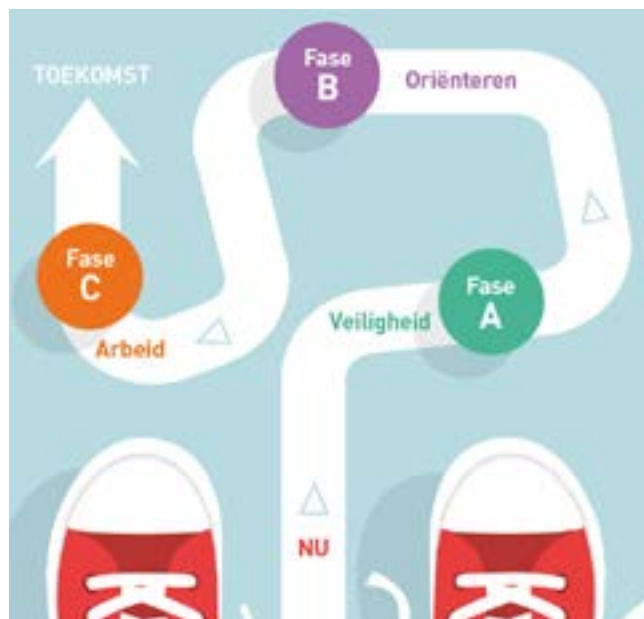 TOEKOMST
Fase
B
Oriënteren
Fase
C
Arbeid
Veiligheid
Fase
A
NU